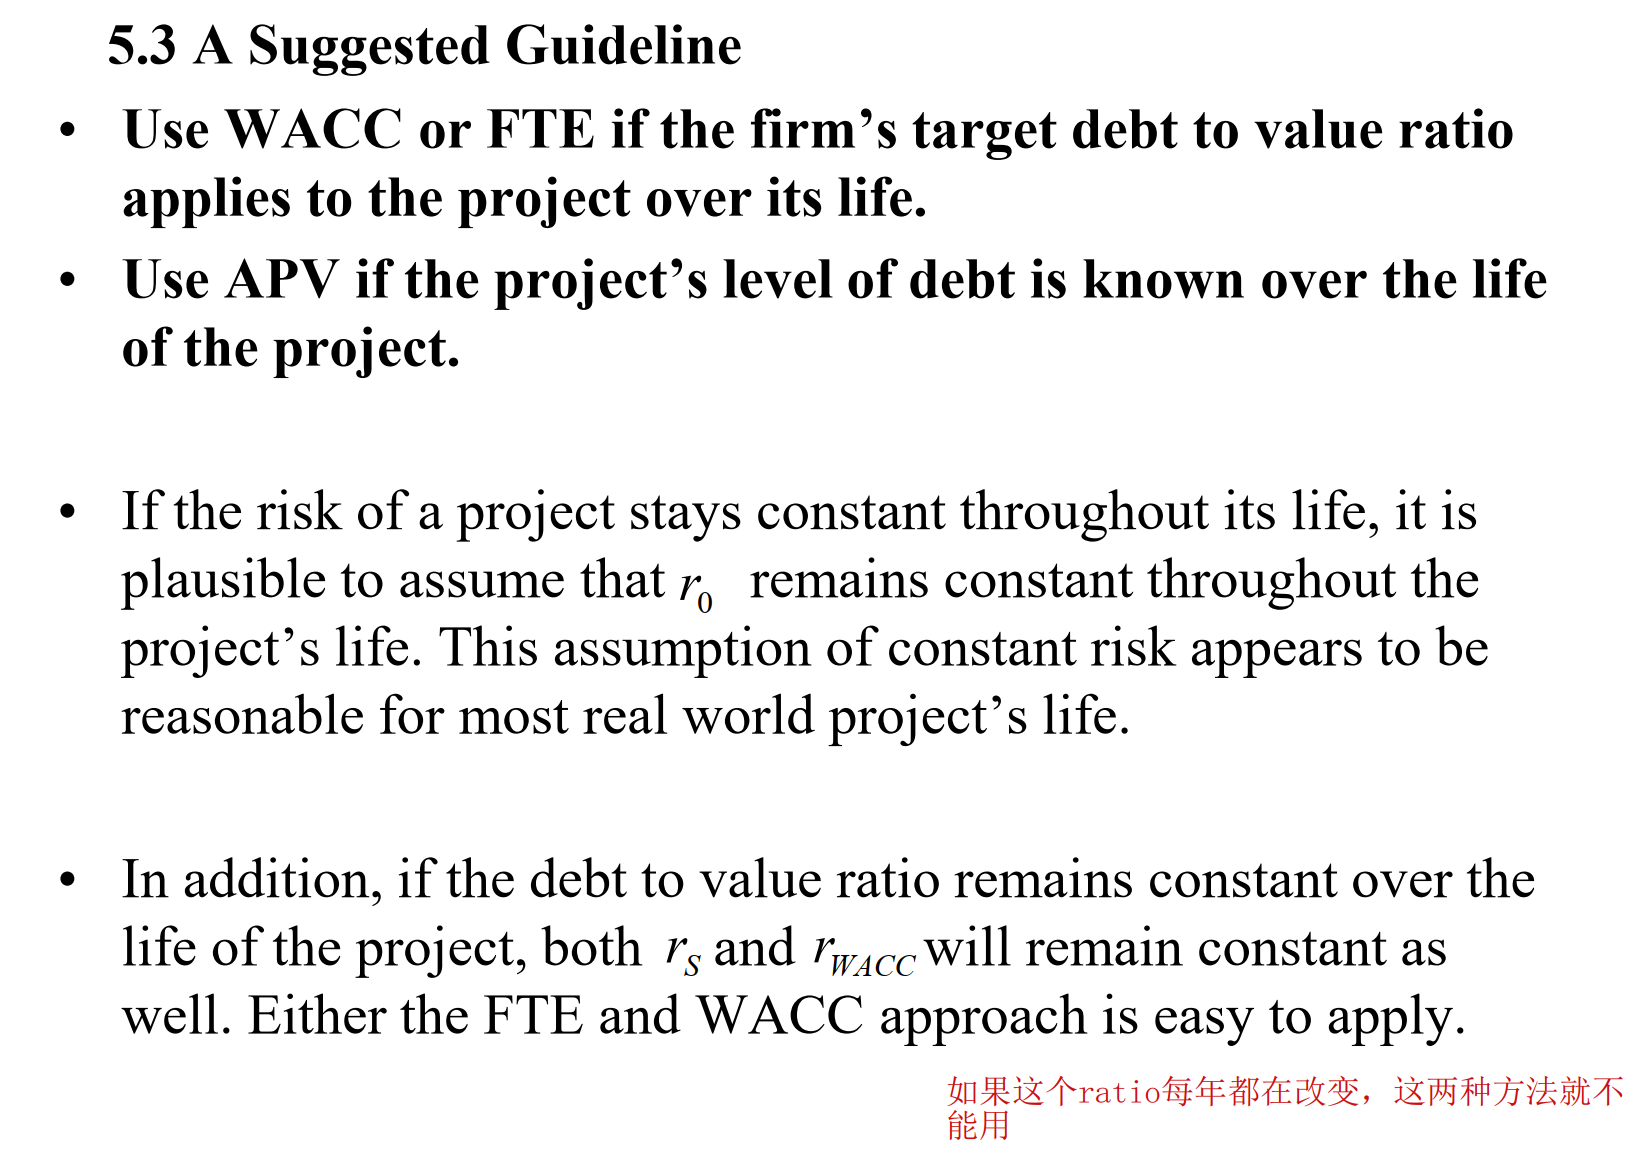 5.3 A Suggested Guideline
• Use WACC or FTE if the firm’s target debt to value ratio
applies to the project over its life.
• Use APV if the project’s level of debt is known over the life
of the project.
• If the risk of a project stays constant throughout its life, it is
plausible to assume that r₀ remains constant throughout the
project’s life. This assumption of constant risk appears to be
reasonable for most real world project’s life.
• In addition, if the debt to value ratio remains constant over the
life of the project, both r_S and r_WACC will remain constant as
well. Either the FTE and WACC approach is easy to apply.
如果这个ratio每年都在改变，这两种方法就不
能用